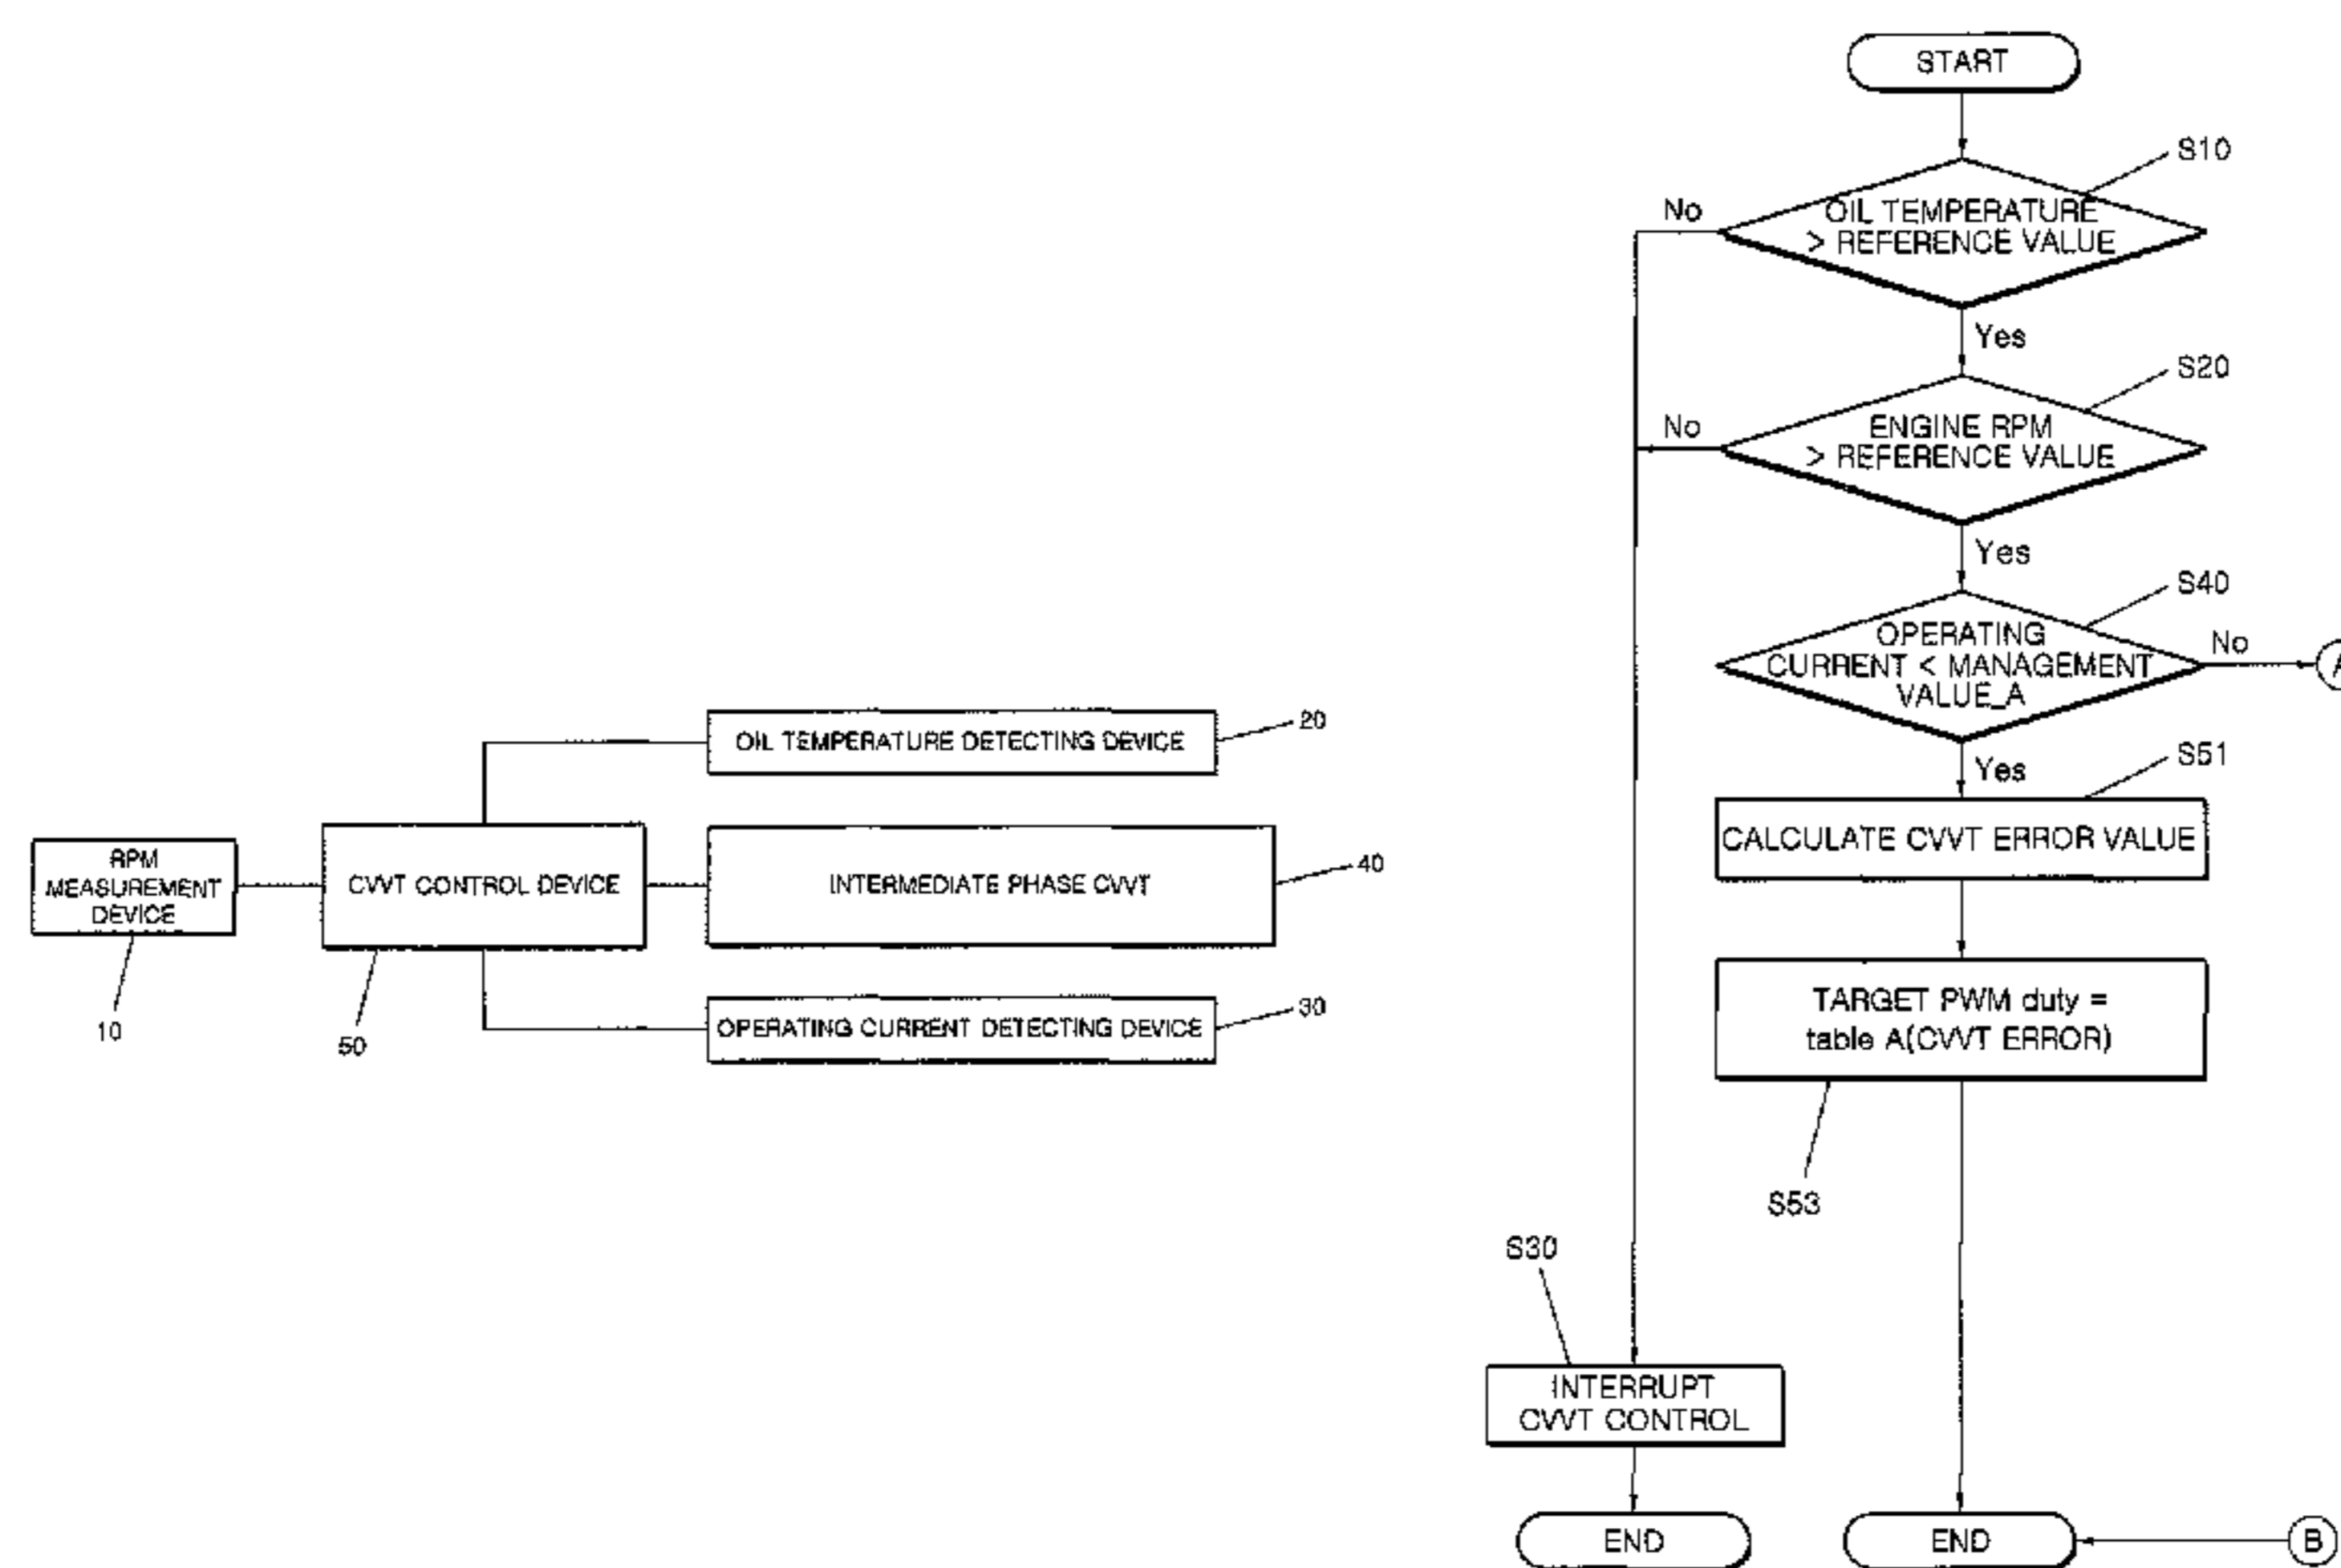 OIL TEMPERATURE DETECTING DEVICE
20
RPM
MEASUREMENT
DEVICE
10
CVVT CONTROL DEVICE
50
INTERMEDIATE PHASE CVVT
40
OPERATING CURRENT DETECTING DEVICE
30
START
S10
OIL TEMPERATURE
> REFERENCE VALUE
No
Yes
S20
ENGINE RPM
> REFERENCE VALUE
No
Yes
S40
OPERATING
CURRENT < MANAGEMENT
VALUE_A
No
A
Yes
S51
CALCULATE CVVT ERROR VALUE
TARGET PWM duty =
table A(CVVT ERROR)
S53
S30
INTERRUPT
CVVT CONTROL
END
END
B